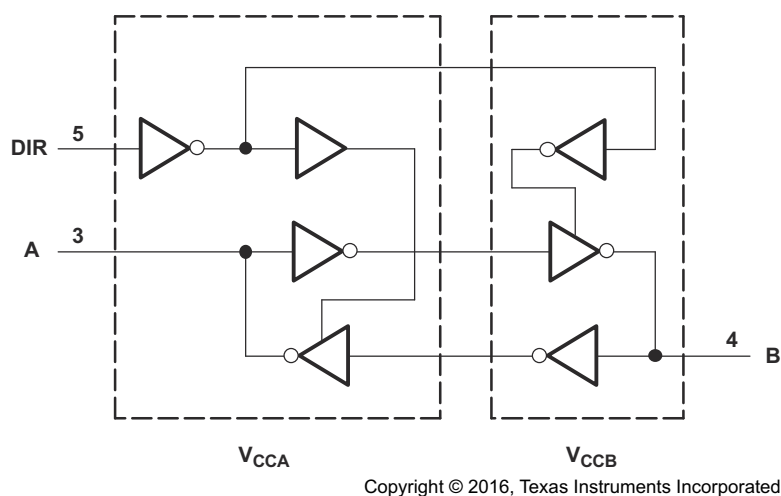 DIR 5
A 3
4 B
VCCA VCCB
Copyright © 2016, Texas Instruments Incorporated